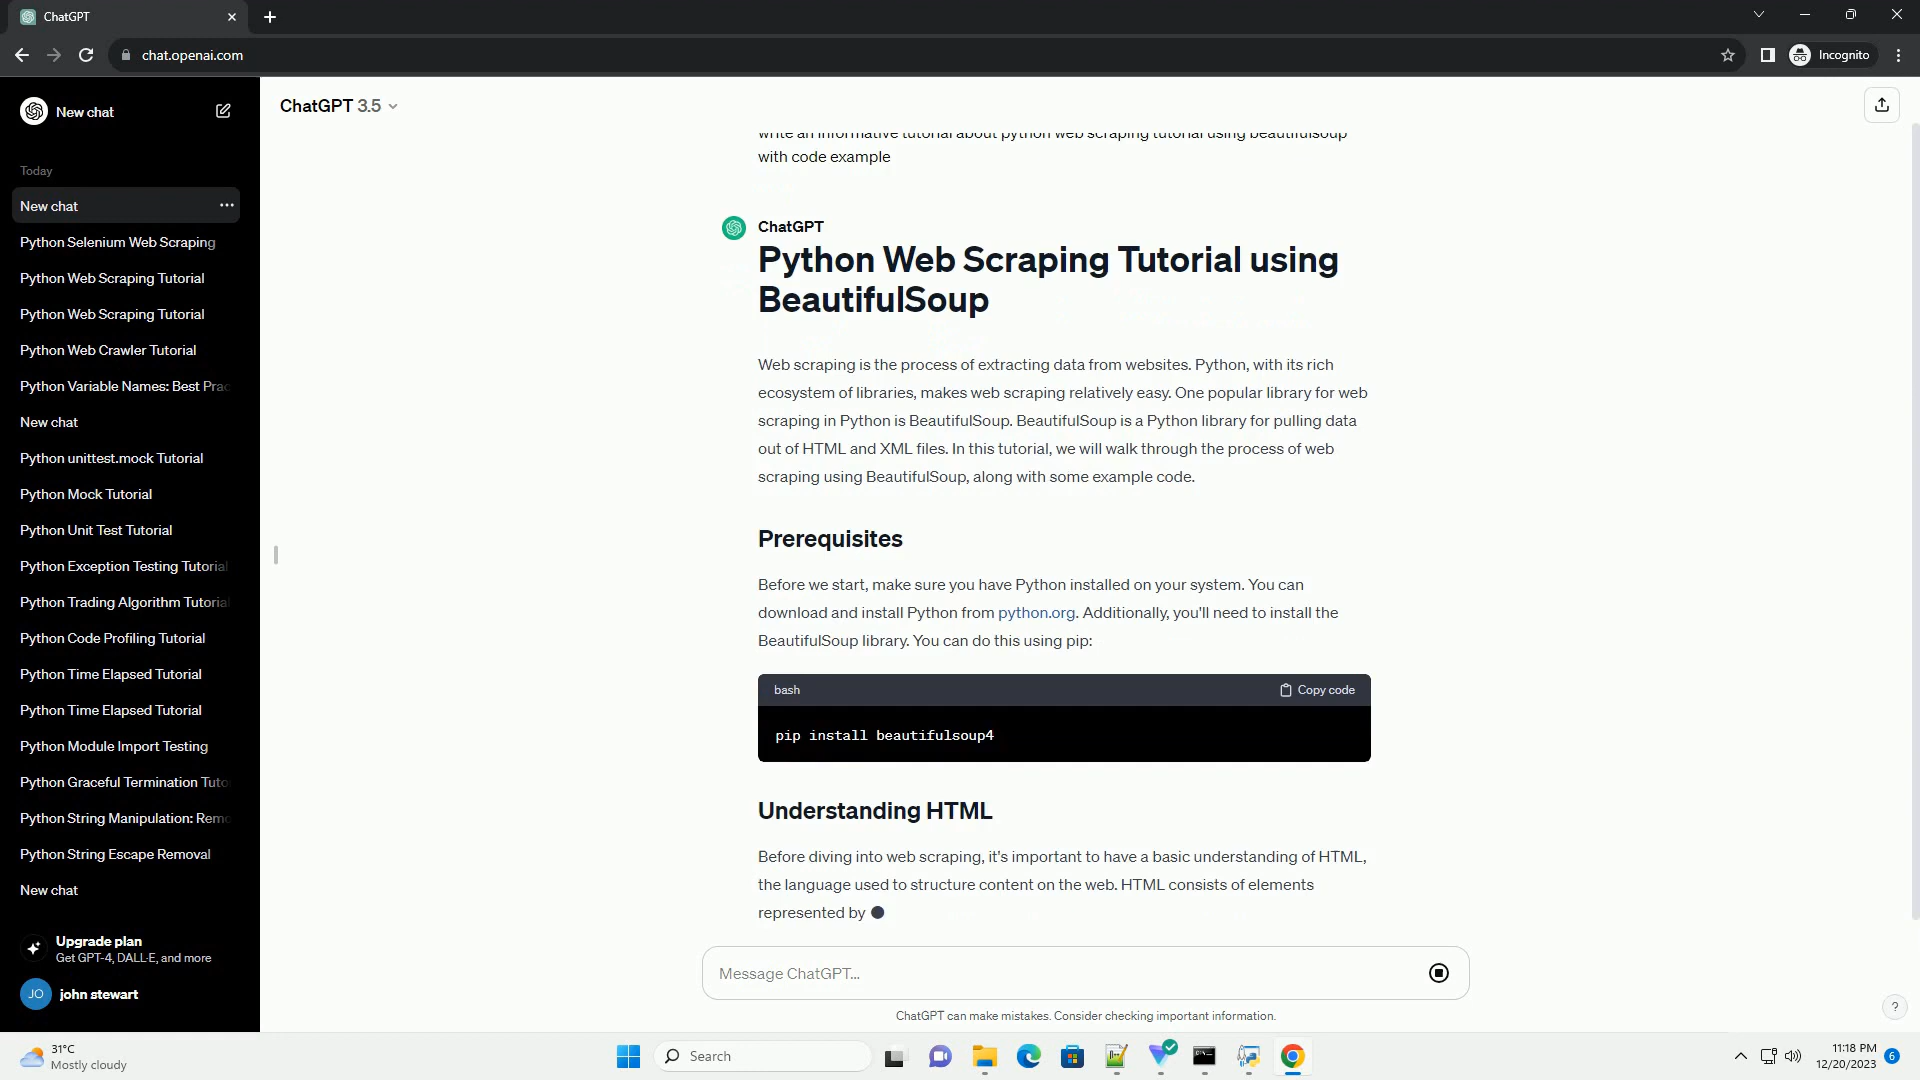 ChatGPT
chat.openai.com
Incognito
New chat
Today
New chat
Python Selenium Web Scraping
Python Web Scraping Tutorial
Python Web Scraping Tutorial
Python Web Crawler Tutorial
Python Variable Names: Best Prac
New chat
Python unittest.mock Tutorial
Python Mock Tutorial
Python Unit Test Tutorial
Python Exception Testing Tutorial
Python Trading Algorithm Tutorial
Python Code Profiling Tutorial
Python Time Elapsed Tutorial
Python Time Elapsed Tutorial
Python Module Import Testing
Python Graceful Termination Tuto
Python String Manipulation: Remo
Python String Escape Removal
New chat
Upgrade plan
Get GPT-4, DALL·E, and more
JO john stewart
ChatGPT 3.5
write an informative tutorial about python web scraping tutorial using beautifulsoup
with code example
ChatGPT
Python Web Scraping Tutorial using
BeautifulSoup
Web scraping is the process of extracting data from websites. Python, with its rich
ecosystem of libraries, makes web scraping relatively easy. One popular library for web
scraping in Python is BeautifulSoup. BeautifulSoup is a Python library for pulling data
out of HTML and XML files. In this tutorial, we will walk through the process of web
scraping using BeautifulSoup, along with some example code.
Prerequisites
Before we start, make sure you have Python installed on your system. You can
download and install Python from python.org. Additionally, you'll need to install the
BeautifulSoup library. You can do this using pip:
bash Copy code
pip install beautifulsoup4
Understanding HTML
Before diving into web scraping, it's important to have a basic understanding of HTML,
the language used to structure content on the web. HTML consists of elements
represented by
Message ChatGPT...
ChatGPT can make mistakes. Consider checking important information.
?
31°C
Mostly cloudy
Search
11:18 PM
12/20/2023
6